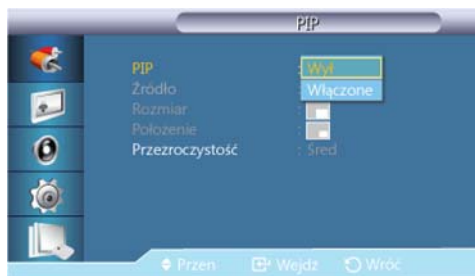 PIP
PIP : Wył
Źródło : Włączone
Rozmiar :
Położenie :
Przezroczystość : Śred
Przen Wejdź Wróć